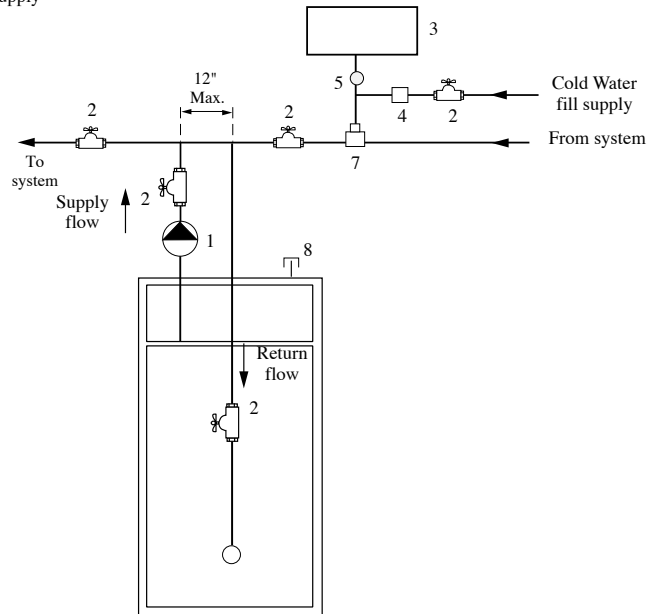 3
5
12"
Max.
Cold Water
fill supply
2
2
4
2
From system
7
To
system
Supply
flow
2
1
8
Return
flow
2